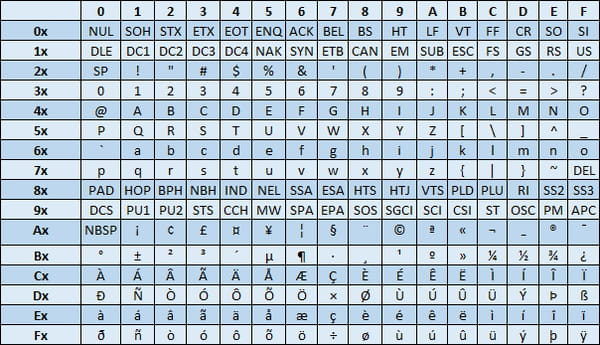 0 1 2 3 4 5 6 7 8 9 A B C D E F
0x NUL SOH STX ETX EOT ENQ ACK BEL BS HT LF VT FF CR SO SI
1x DLE DC1 DC2 DC3 DC4 NAK SYN ETB CAN EM SUB ESC FS GS RS US
2x SP ! " # $ % & ' ( ) * + , - . /
3x 0 1 2 3 4 5 6 7 8 9 : ; < = > ?
4x @ A B C D E F G H I J K L M N O
5x P Q R S T U V W X Y Z [ \ ] ^ _
6x ` a b c d e f g h i j k l m n o
7x p q r s t u v w x y z { | } ~ DEL
8x PAD HOP BPH NBH IND NEL SSA ESA HTS HTJ VTS PLD PLU RI SS2 SS3
9x DCS PU1 PU2 STS CCH MW SPA EPA SOS SGCI SCI CSI ST OSC PM APC
Ax NBSP ¡ ¢ £ ¤ ¥ ¦ § ¨ © ª « ¬ - ® ¯
Bx ° ± ² ³ ´ µ ¶ · ¸ ¹ º » ¼ ½ ¾ ¿
Cx À Á Â Ã Ä Å Æ Ç È É Ê Ë Ì Í Î Ï
Dx Ð Ñ Ò Ó Ô Õ Ö × Ø Ù Ú Û Ü Ý Þ ß
Ex à á â ã ä å æ ç è é ê ë ì í î ï
Fx ð ñ ò ó ô õ ö ÷ ø ù ú û ü ý þ ÿ